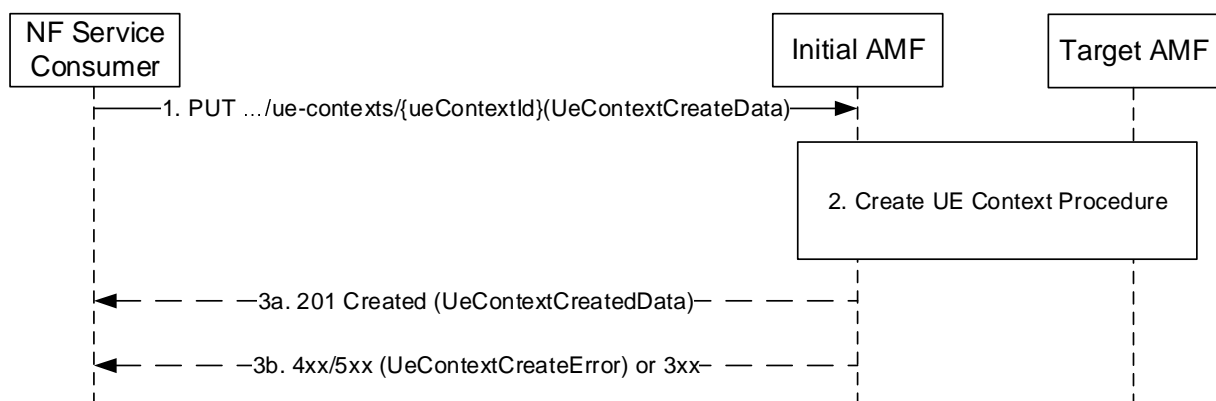 NF Service
Consumer
Initial AMF
Target AMF
1. PUT …/ue-contexts/{ueContextId}(UeContextCreateData)
2. Create UE Context Procedure
3a. 201 Created (UeContextCreatedData)
3b. 4xx/5xx (UeContextCreateError) or 3xx